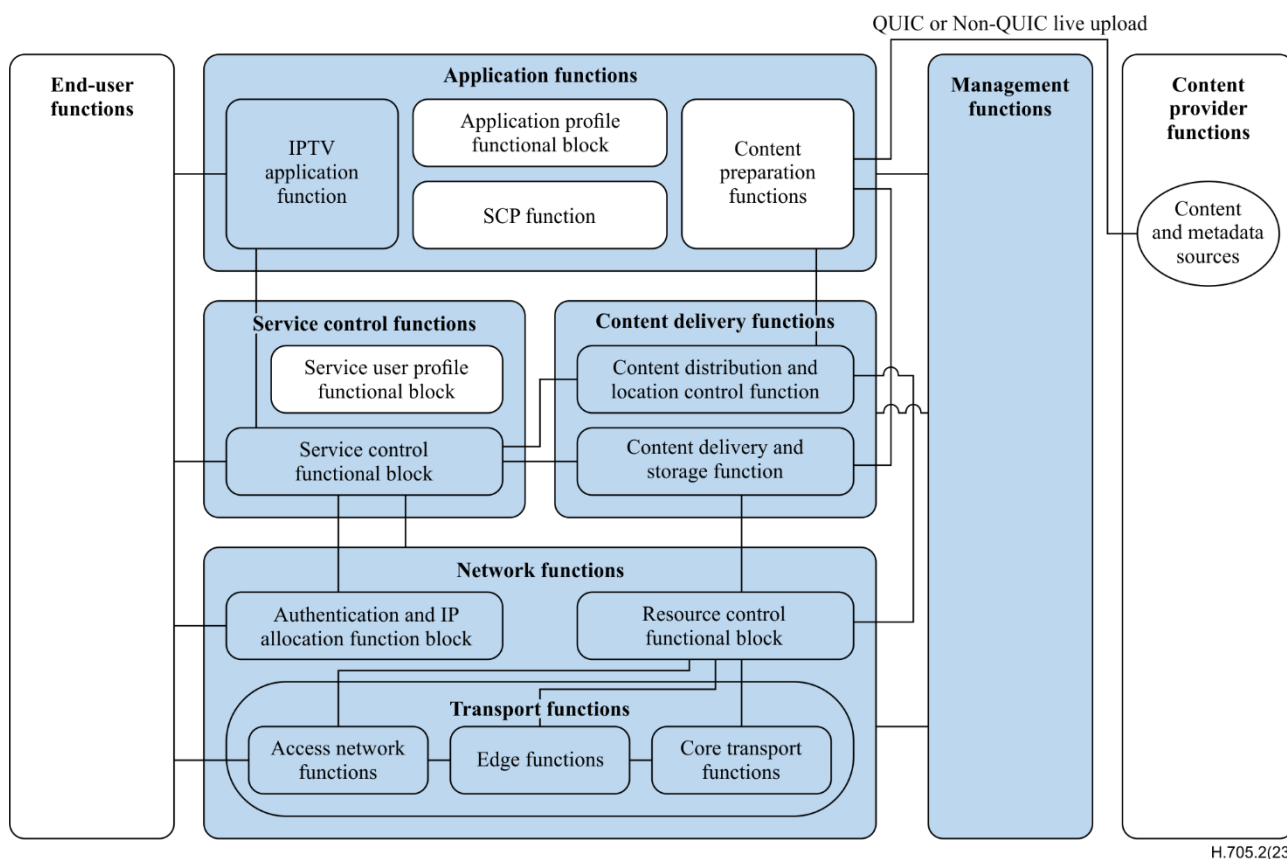 QUIC or Non-QUIC live upload
End-user
functions
Application functions
Management
functions
Content
provider
functions
IPTV
application
function
Application profile
functional block
SCP function
Content
preparation
functions
Content
and metadata
sources
Service control functions
Service user profile
functional block
Service control
functional block
Content delivery functions
Content distribution and
location control function
Content delivery and
storage function
Network functions
Authentication and IP
allocation function block
Resource control
functional block
Transport functions
Access network
functions
Edge functions
Core transport
functions
H.705.2(23